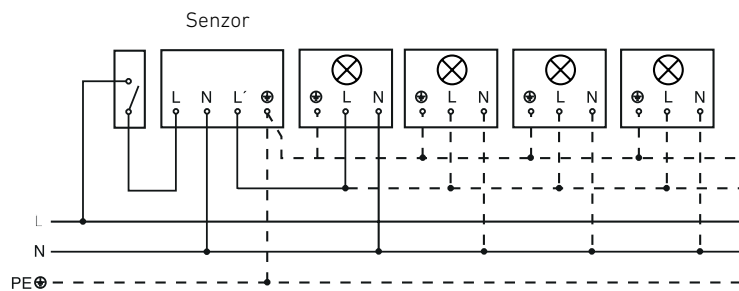 Senzor
L N L´ ⏚ ⏚ L N ⏚ L N ⏚ L N ⏚ L N
L
N
PE ⏚